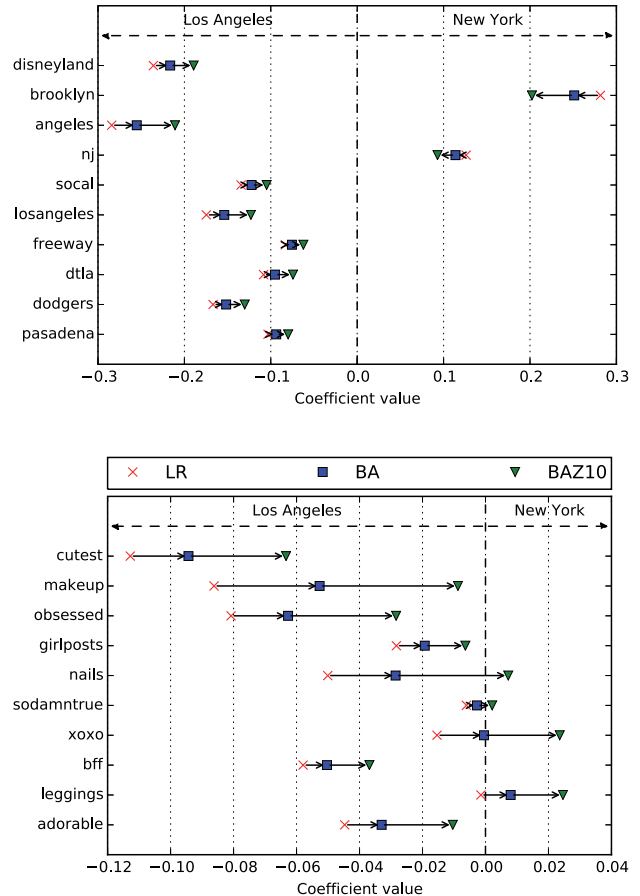 Los Angeles New York
disneyland
brooklyn
angeles
nj
socal
losangeles
freeway
dtla
dodgers
pasadena
−0.3 −0.2 −0.1 0.0 0.1 0.2 0.3
Coefficient value
LR BA BAZ10
Los Angeles New York
cutest
makeup
obsessed
girlposts
nails
sodamntrue
xoxo
bff
leggings
adorable
−0.12 −0.10 −0.08 −0.06 −0.04 −0.02 0.00 0.02 0.04
Coefficient value